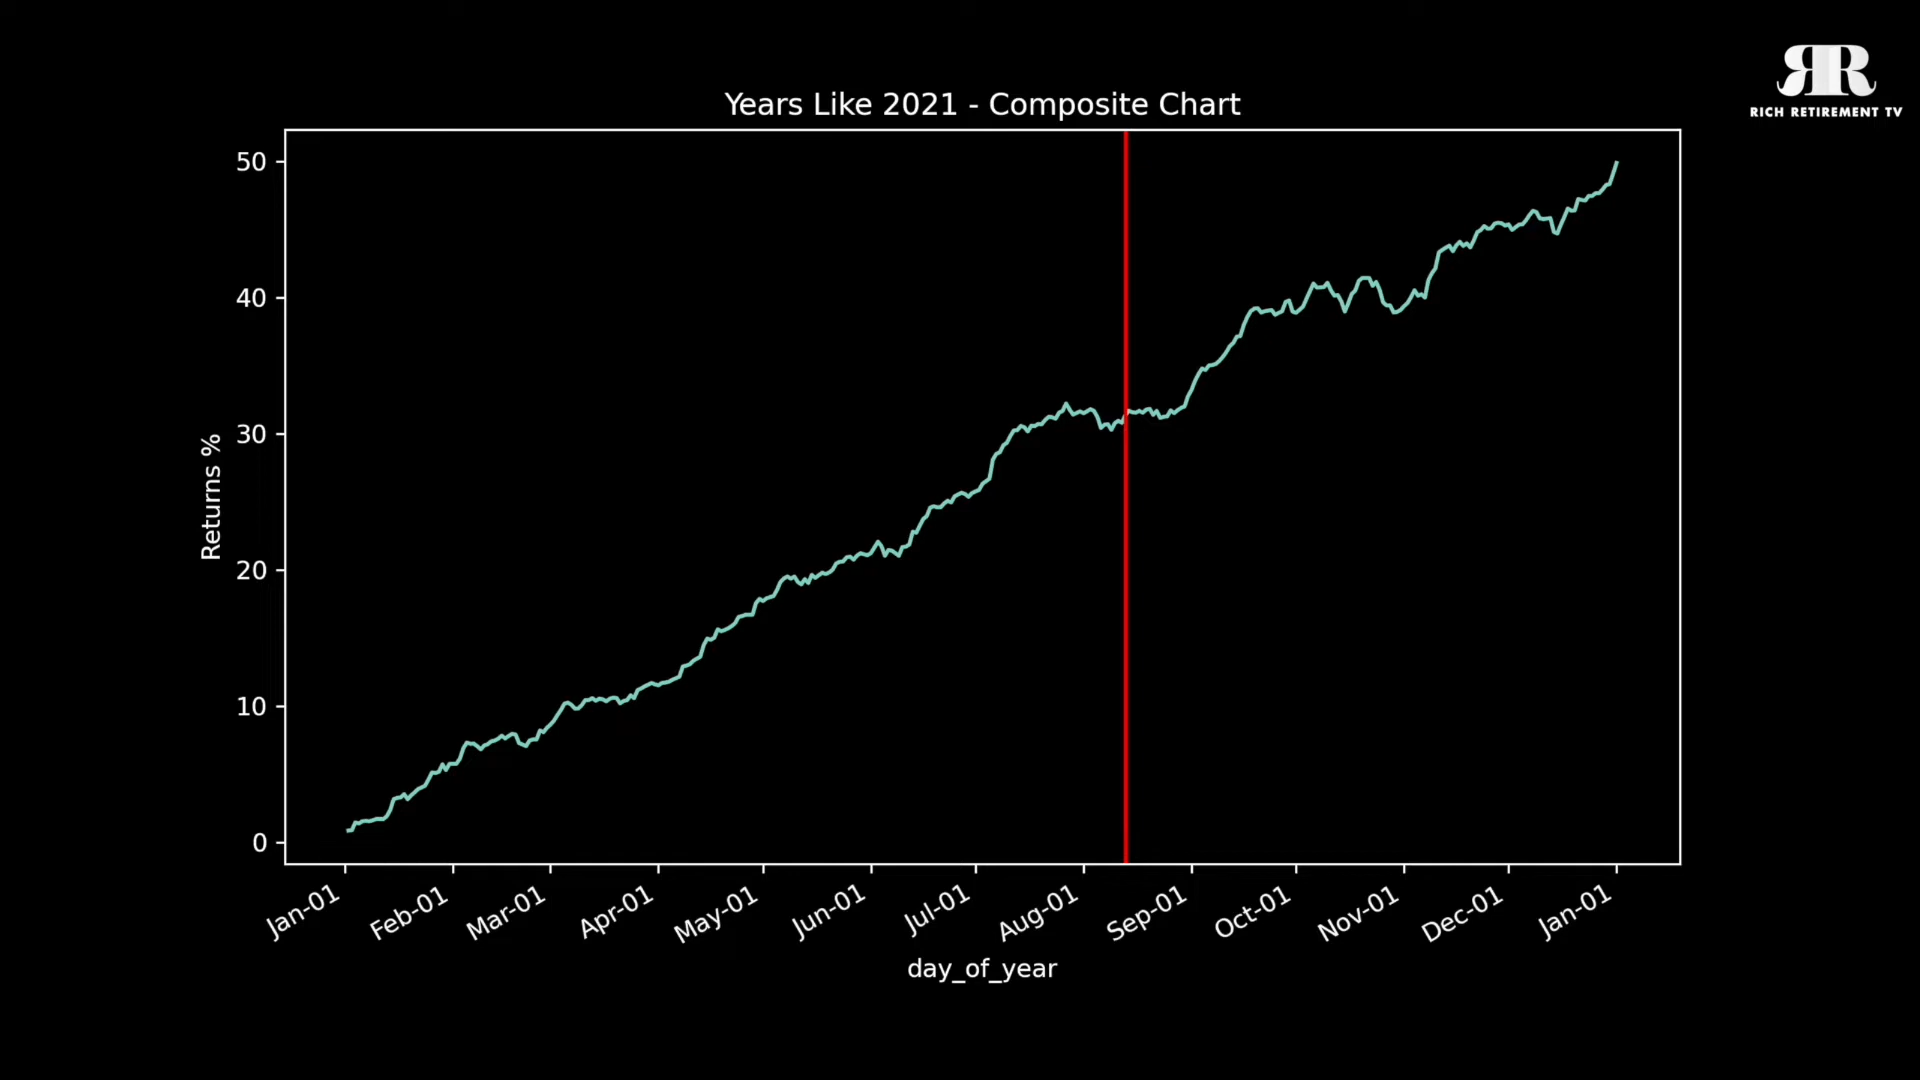 RICH RETIREMENT TV
Years Like 2021 - Composite Chart
50
40
30
20
10
0
Returns %
Jan-01
Feb-01
Mar-01
Apr-01
May-01
Jun-01
Jul-01
Aug-01
Sep-01
Oct-01
Nov-01
Dec-01
Jan-01
day_of_year